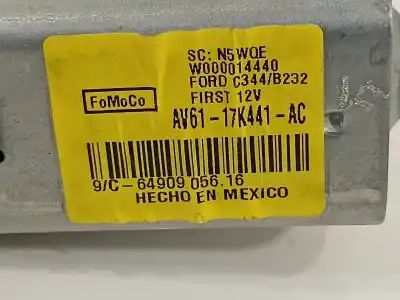 SC: N5WQE
W000014440
FORD C344/B232
FIRST 12V
FoMoCo
AV61-17K441-AC
9/C-64909 056.16
HECHO EN MEXICO